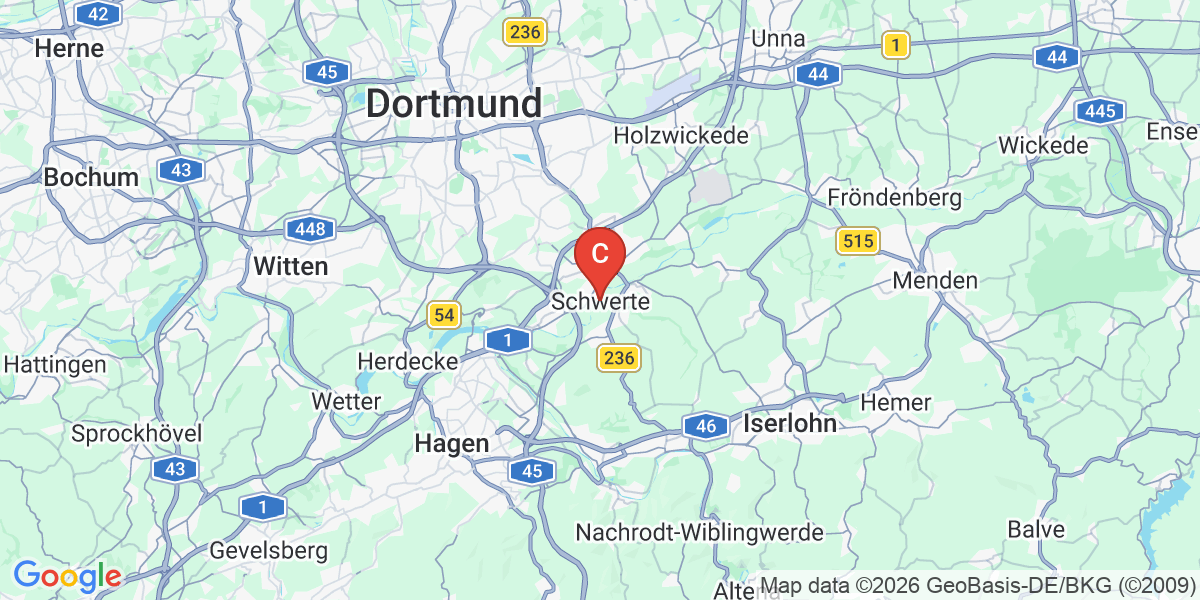 42
Herne
236
Unna
1
44
45
44
Dortmund
445
Holzwickede
Ense
Wickede
43
Bochum
Fröndenberg
448
515
C
Witten
Menden
Schwerte
54
1
236
Herdecke
Hattingen
Wetter
Hemer
46
Iserlohn
Sprockhövel
Hagen
43
45
1
Nachrodt-Wiblingwerde
Balve
Gevelsberg
Google
Altena
Map data ©2026 GeoBasis-DE/BKG (©2009)